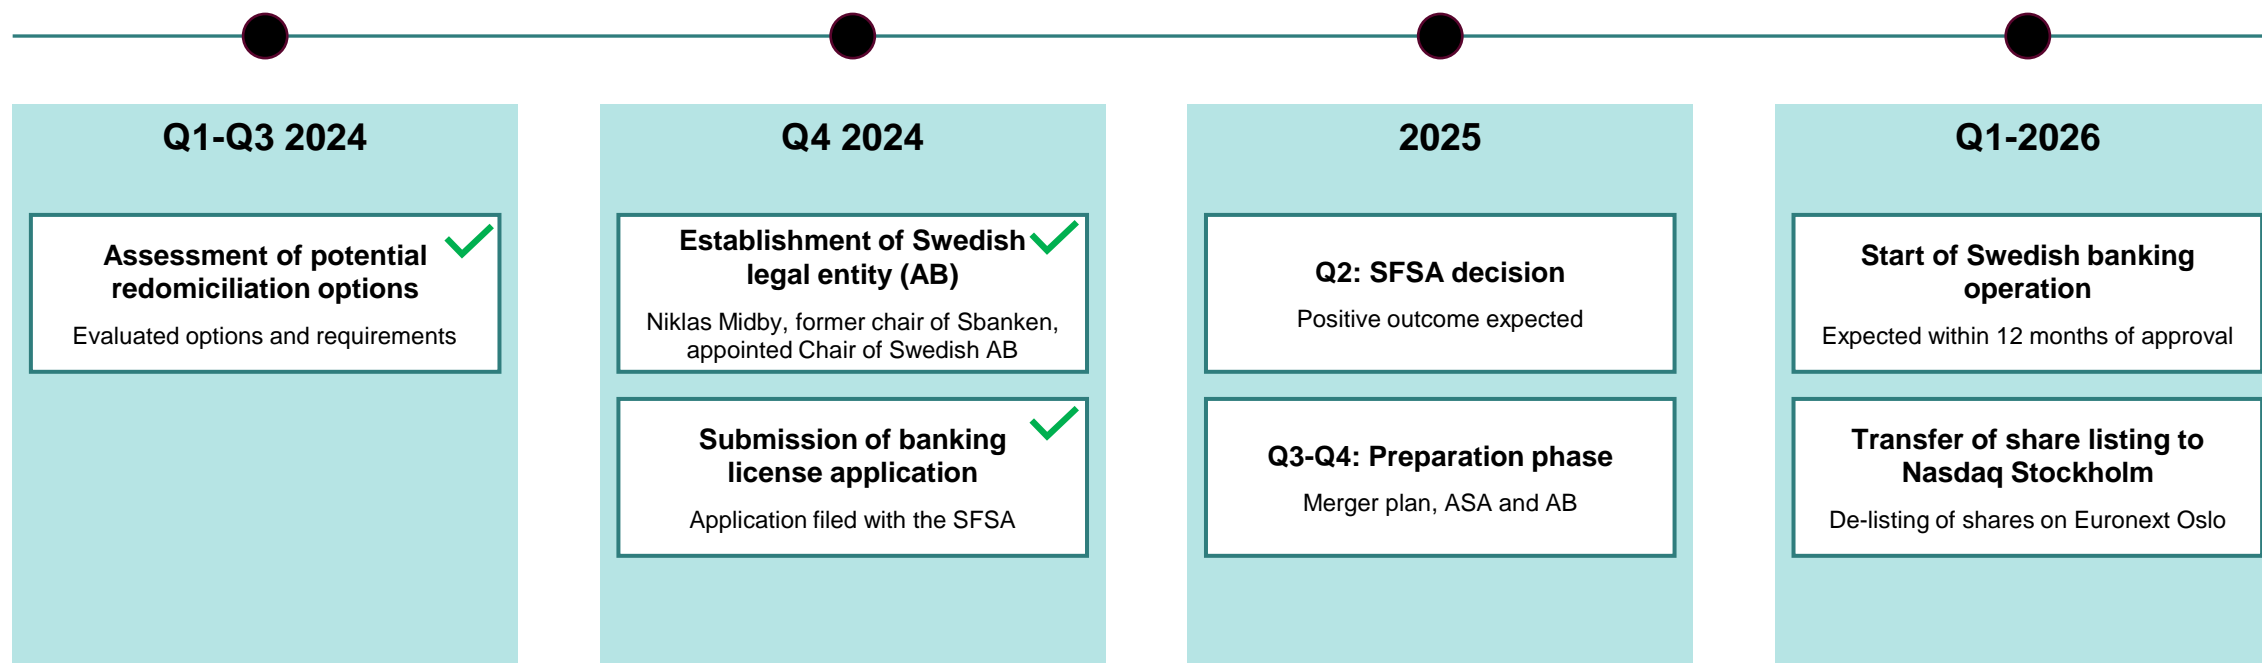 Q1-Q3 2024
Assessment of potential
redomiciliation options
Evaluated options and requirements
Q4 2024
Establishment of Swedish
legal entity (AB)
Niklas Midby, former chair of Sbanken,
appointed Chair of Swedish AB
Submission of banking
license application
Application filed with the SFSA
2025
Q2: SFSA decision
Positive outcome expected
Q3-Q4: Preparation phase
Merger plan, ASA and AB
Q1-2026
Start of Swedish banking
operation
Expected within 12 months of approval
Transfer of share listing to
Nasdaq Stockholm
De-listing of shares on Euronext Oslo